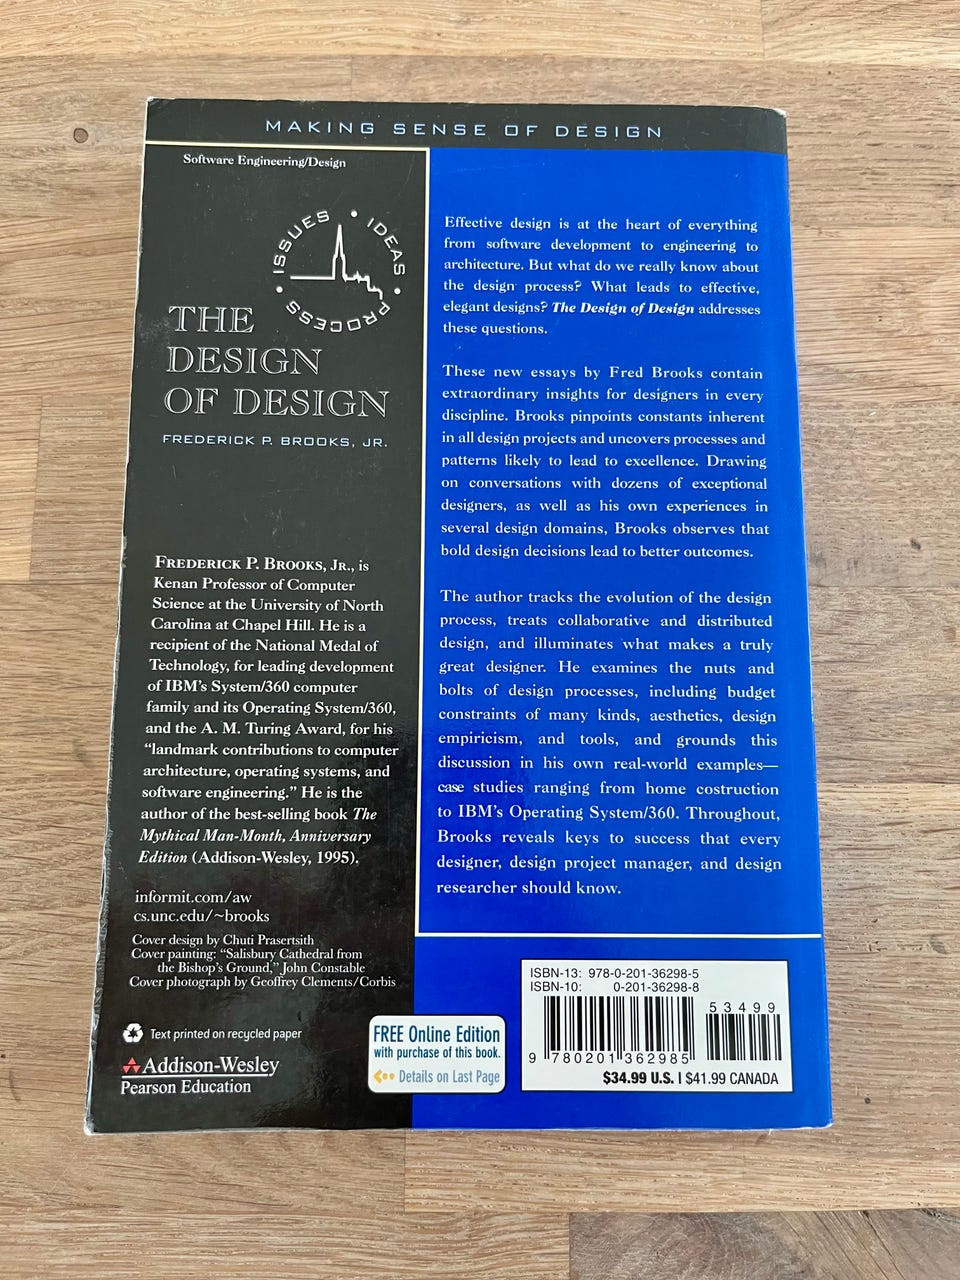 MAKING SENSE OF DESIGN
Software Engineering/Design
ISSUES • IDEAS • PROCESS •
THE
DESIGN
OF DESIGN
FREDERICK P. BROOKS, JR.
FREDERICK P. BROOKS, JR., is
Kenan Professor of Computer
Science at the University of North
Carolina at Chapel Hill. He is a
recipient of the National Medal of
Technology, for leading development
of IBM's System/360 computer
family and its Operating System/360,
and the A. M. Turing Award, for his
“landmark contributions to computer
architecture, operating systems, and
software engineering.” He is the
author of the best-selling book The
Mythical Man-Month, Anniversary
Edition (Addison-Wesley, 1995).
informit.com/aw
cs.unc.edu/~brooks
Cover design by Chuti Prasertsith
Cover painting: “Salisbury Cathedral from
the Bishop's Ground,” John Constable
Cover photograph by Geoffrey Clements/Corbis
Text printed on recycled paper
Addison-Wesley
Pearson Education
Effective design is at the heart of everything
from software development to engineering to
architecture. But what do we really know about
the design process? What leads to effective,
elegant designs? The Design of Design addresses
these questions.
These new essays by Fred Brooks contain
extraordinary insights for designers in every
discipline. Brooks pinpoints constants inherent
in all design projects and uncovers processes and
patterns likely to lead to excellence. Drawing
on conversations with dozens of exceptional
designers, as well as his own experiences in
several design domains, Brooks observes that
bold design decisions lead to better outcomes.
The author tracks the evolution of the design
process, treats collaborative and distributed
design, and illuminates what makes a truly
great designer. He examines the nuts and
bolts of design processes, including budget
constraints of many kinds, aesthetics, design
empiricism, and tools, and grounds this
discussion in his own real-world examples—
case studies ranging from home costruction
to IBM's Operating System/360. Throughout,
Brooks reveals keys to success that every
designer, design project manager, and design
researcher should know.
FREE Online Edition
with purchase of this book.
Details on Last Page
ISBN-13: 978-0-201-36298-5
ISBN-10: 0-201-36298-8
53499
9 780201 362985
$34.99 U.S. | $41.99 CANADA